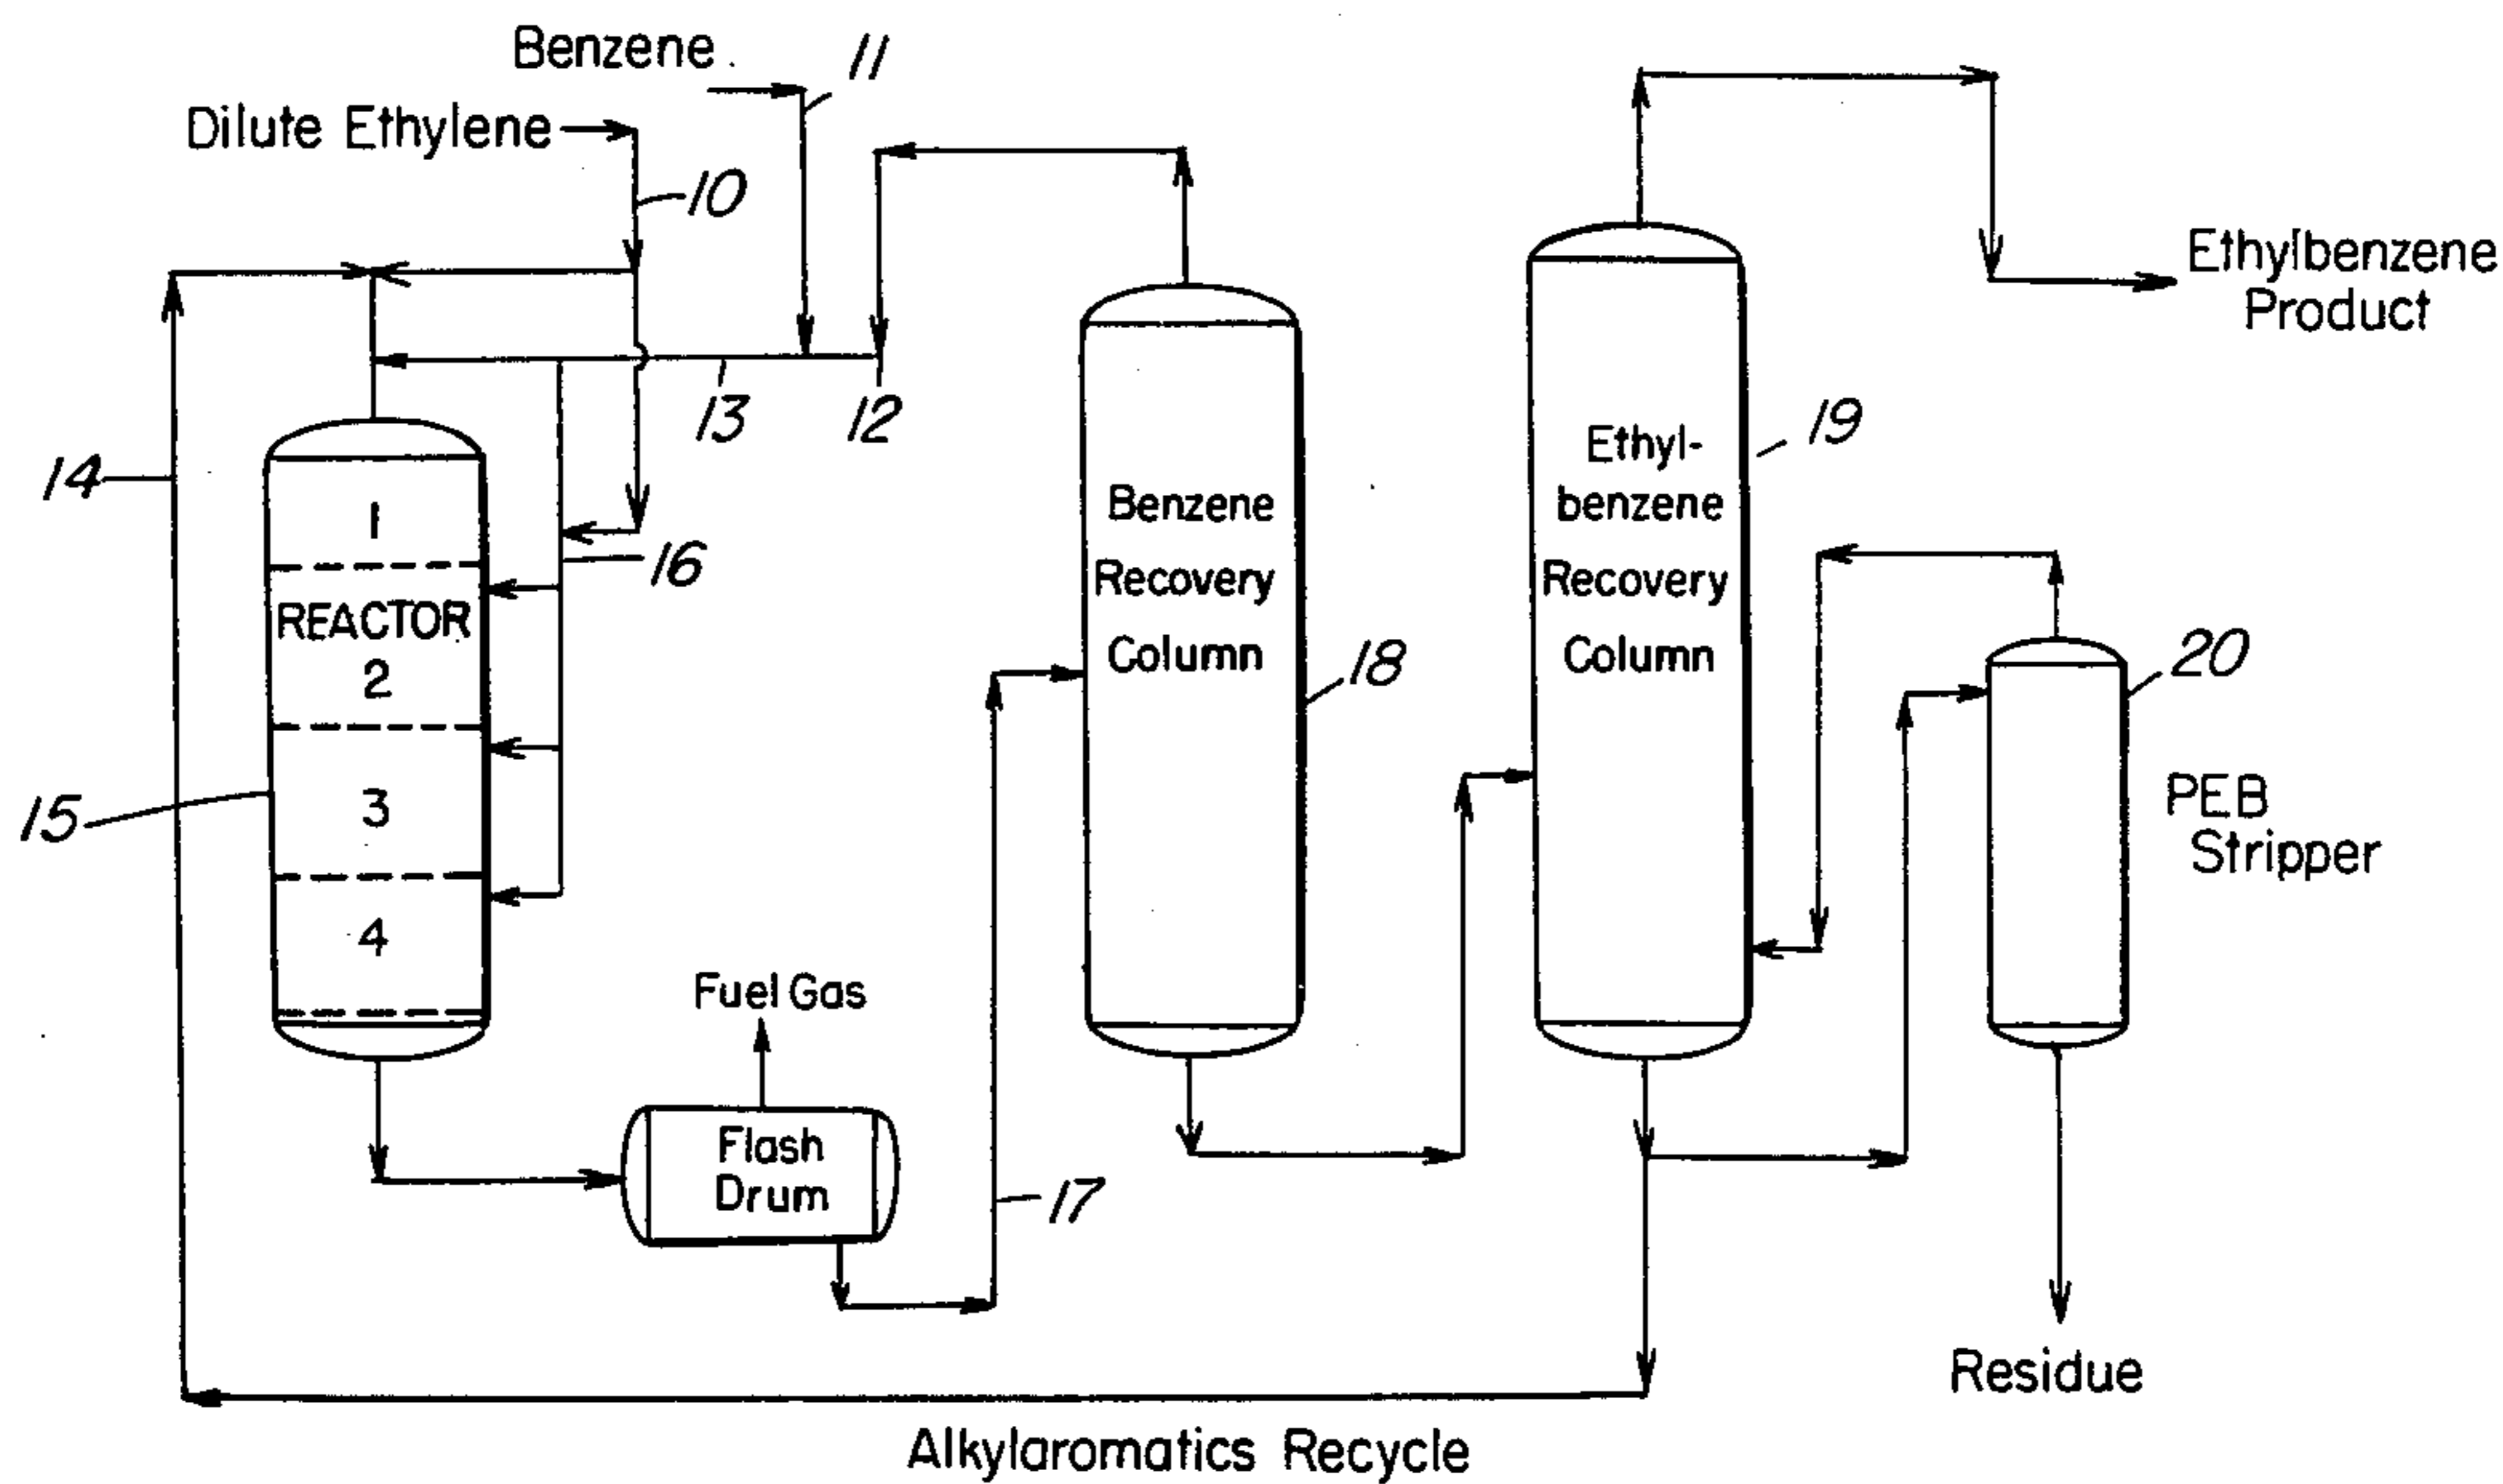 Benzene
11
Dilute Ethylene
10
Ethylbenzene
Product
13
12
14
1
16
REACTOR
2
3
4
15
Benzene
Recovery
Column
18
Ethyl-
benzene
Recovery
Column
19
20
PEB
Stripper
Fuel Gas
Flash
Drum
17
Residue
Alkylaromatics Recycle